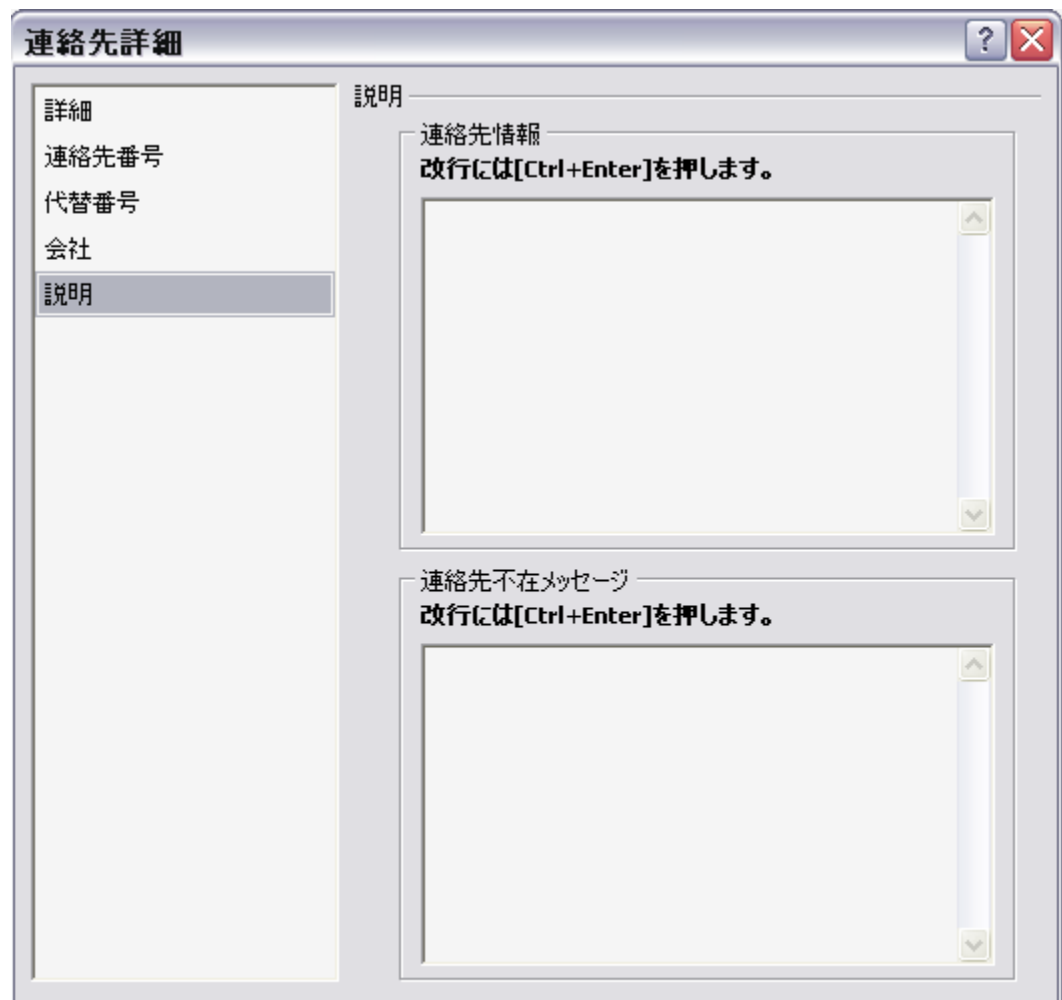 連絡先詳細
詳細
連絡先番号
代替番号
会社
説明
説明
連絡先情報
改行には[Ctrl+Enter]を押します。
連絡先不在メッセージ
改行には[Ctrl+Enter]を押します。